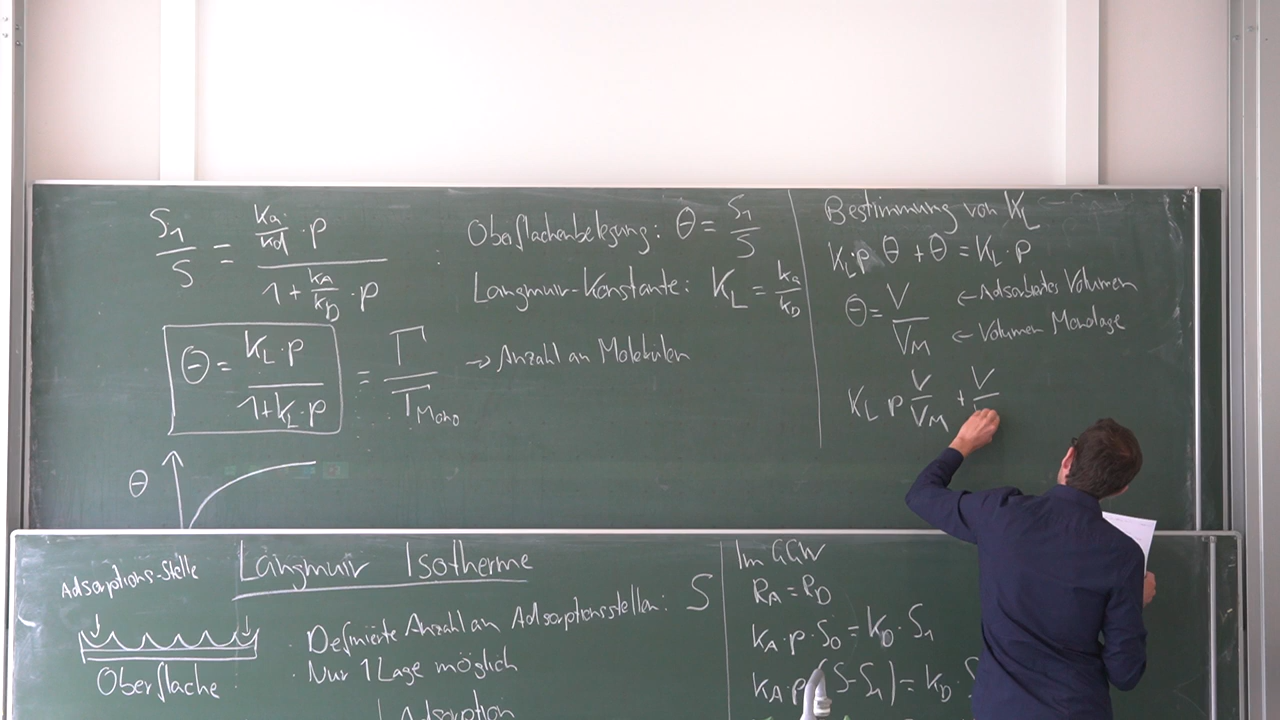 S₁/S = (ka/kd · p)/(1 + kA/kD · p)
Θ = (KL · p)/(1 + KL · p) = Γ/ΓMono → Anzahl an Molekülen
Θ
Oberflächenbelegung: Θ = S₁/S
Langmuir-Konstante: KL = ka/kD
Bestimmung von KL
KL·p Θ + Θ = KL · p
Θ = V/VM ← Adsorbiertes Volumen
← Volumen Monolage
KL p V/VM + V
Adsorptions-Stelle
Oberfläche
Langmuir Isotherme
· Definierte Anzahl an Adsorptionsstellen: S
· Nur 1 Lage möglich
Adsorption
Im GGW
RA = RD
kA · p · S₀ = kD · S₁
kA · p (S - S₁) = kD · S